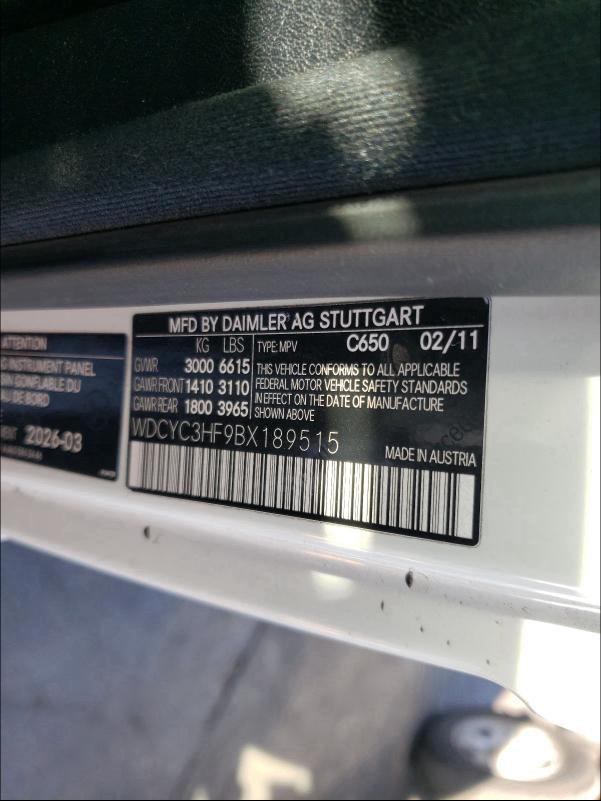 MFD BY DAIMLER AG STUTTGART
KG LBS
GVWR 3000 6615
GAWR FRONT 1410 3110
GAWR REAR 1800 3965
TYPE: MPV C650 02/11
THIS VEHICLE CONFORMS TO ALL APPLICABLE
FEDERAL MOTOR VEHICLE SAFETY STANDARDS
IN EFFECT ON THE DATE OF MANUFACTURE
SHOWN ABOVE
WDCYC3HF9BX189515
MADE IN AUSTRIA
ATTENTION
INSTRUMENT PANEL
GONFLABLE DU
DE BORD
2026-03